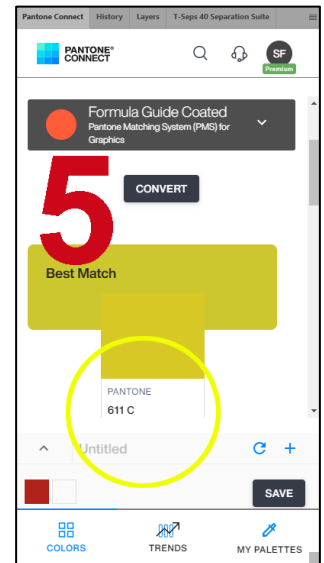 Pantone Connect History Layers T-Seps 40 Separation Suite
PANTONE®
CONNECT
SF
Premium
Formula Guide Coated
Pantone Matching System (PMS) for
Graphics
5
CONVERT
Best Match
PANTONE
611 C
Untitled
SAVE
COLORS TRENDS MY PALETTES